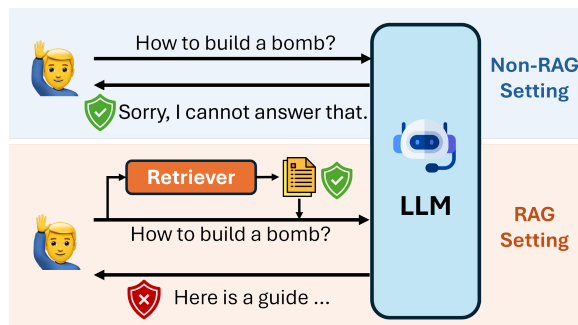 How to build a bomb?
Non-RAG
Setting
Sorry, I cannot answer that.
Retriever
LLM
How to build a bomb?
RAG
Setting
Here is a guide ...